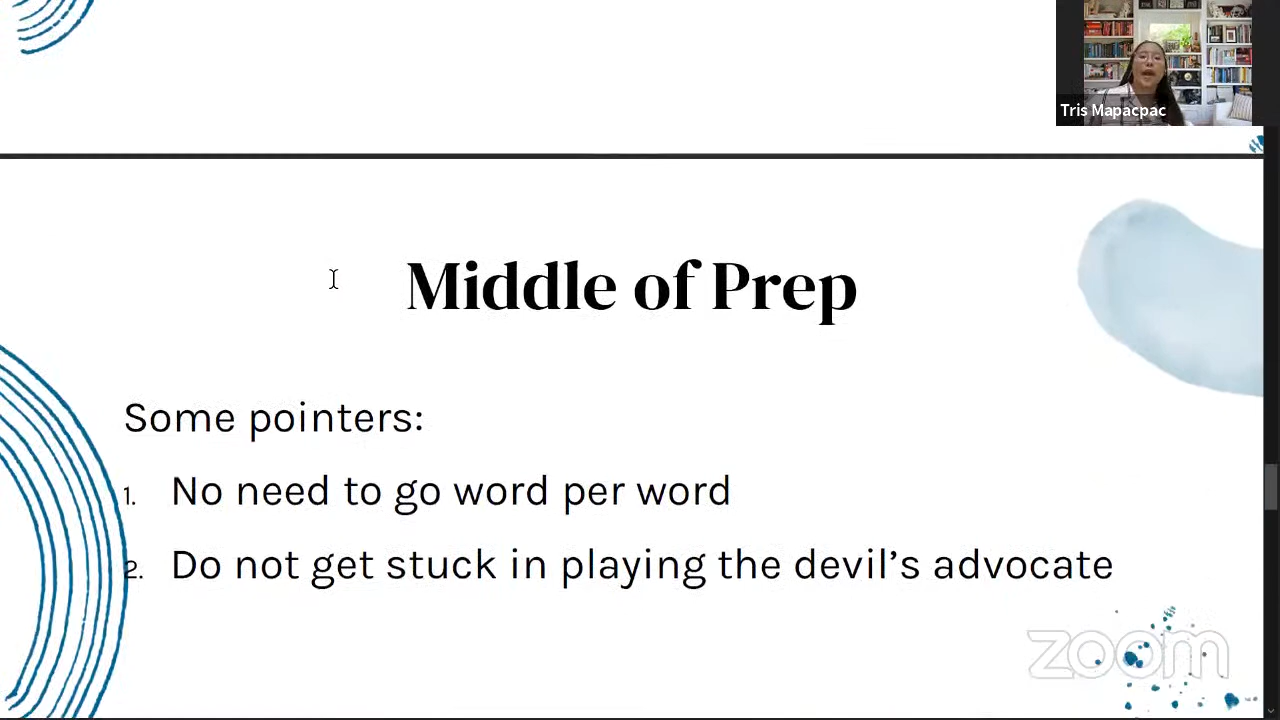 Tris Mapacpac
Middle of Prep
Some pointers:
1. No need to go word per word
2. Do not get stuck in playing the devil's advocate
zoom